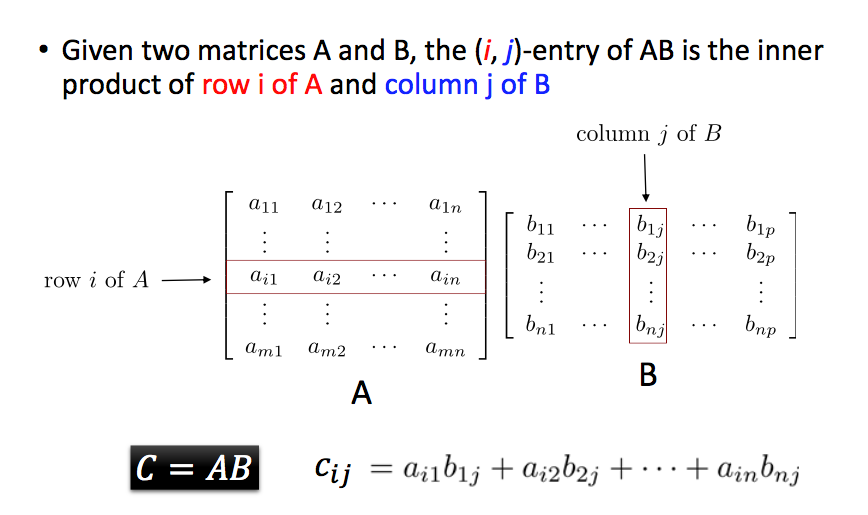 • Given two matrices A and B, the (i, j)-entry of AB is the inner
product of row i of A and column j of B
column j of B
row i of A
a₁₁ a₁₂ ⋯ a₁ₙ
⋮ ⋮ ⋮
aᵢ₁ aᵢ₂ ⋯ aᵢₙ
⋮ ⋮ ⋮
aₘ₁ aₘ₂ ⋯ aₘₙ
A
b₁₁ ⋯ b₁ⱼ ⋯ b₁ₚ
b₂₁ ⋯ b₂ⱼ ⋯ b₂ₚ
⋮ ⋮ ⋮
bₙ₁ ⋯ bₙⱼ ⋯ bₙₚ
B
C = AB
cᵢⱼ = aᵢ₁b₁ⱼ + aᵢ₂b₂ⱼ + ⋯ + aᵢₙbₙⱼ